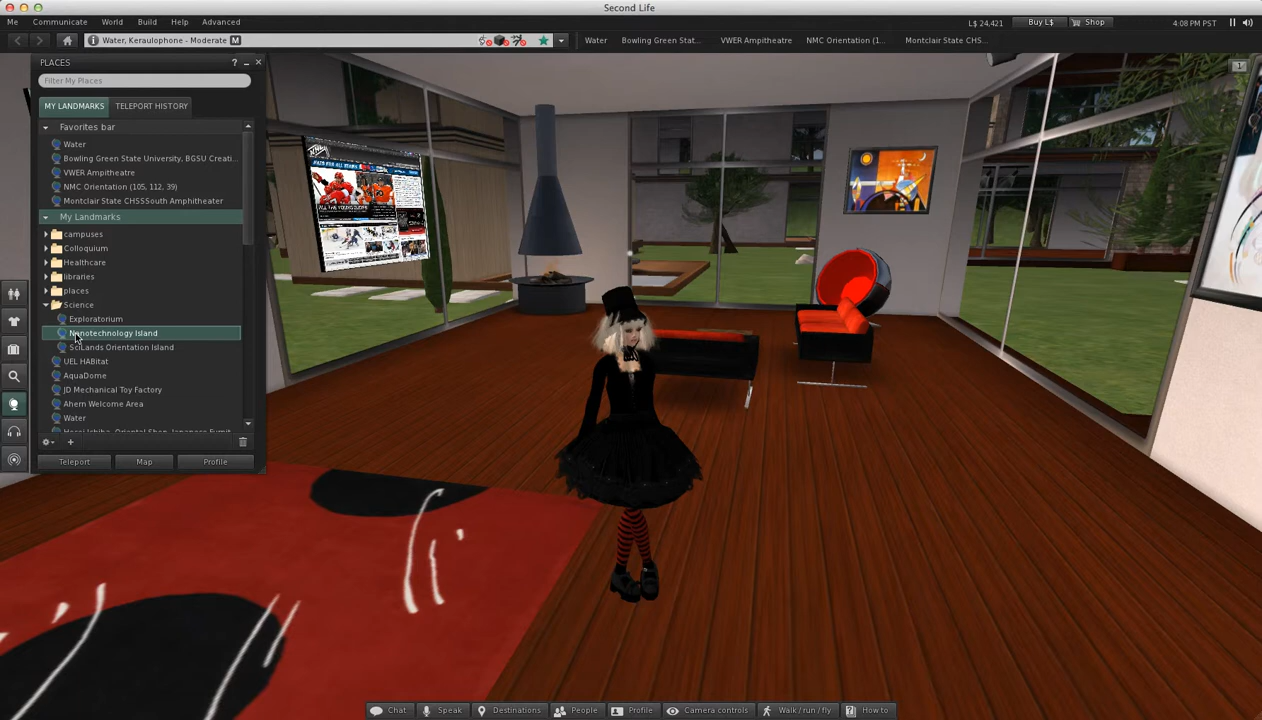 Second Life
Me Communicate World Build Help Advanced
L$ 24,421 Buy L$ Shop 4:08 PM PST
Water, Keraulophone - Moderate M
Water Bowling Green Stat... VWER Ampitheatre NMC Orientation (1... Montclair State CHS...
PLACES ?
1
Filter My Places
MY LANDMARKS TELEPORT HISTORY
Favorites bar
Water
Bowling Green State University, BGSU Creati...
VWER Ampitheatre
NMC Orientation (105, 112, 39)
Montclair State CHSSSouth Amphitheater
My Landmarks
campuses
Colloquium
Healthcare
libraries
places
Science
Exploratorium
Nanotechnology Island
SciLands Orientation Island
UEL HABitat
AquaDome
JD Mechanical Toy Factory
Ahern Welcome Area
Water
Teleport Map Profile
Chat Speak Destinations People Profile Camera controls Walk / run / fly How to